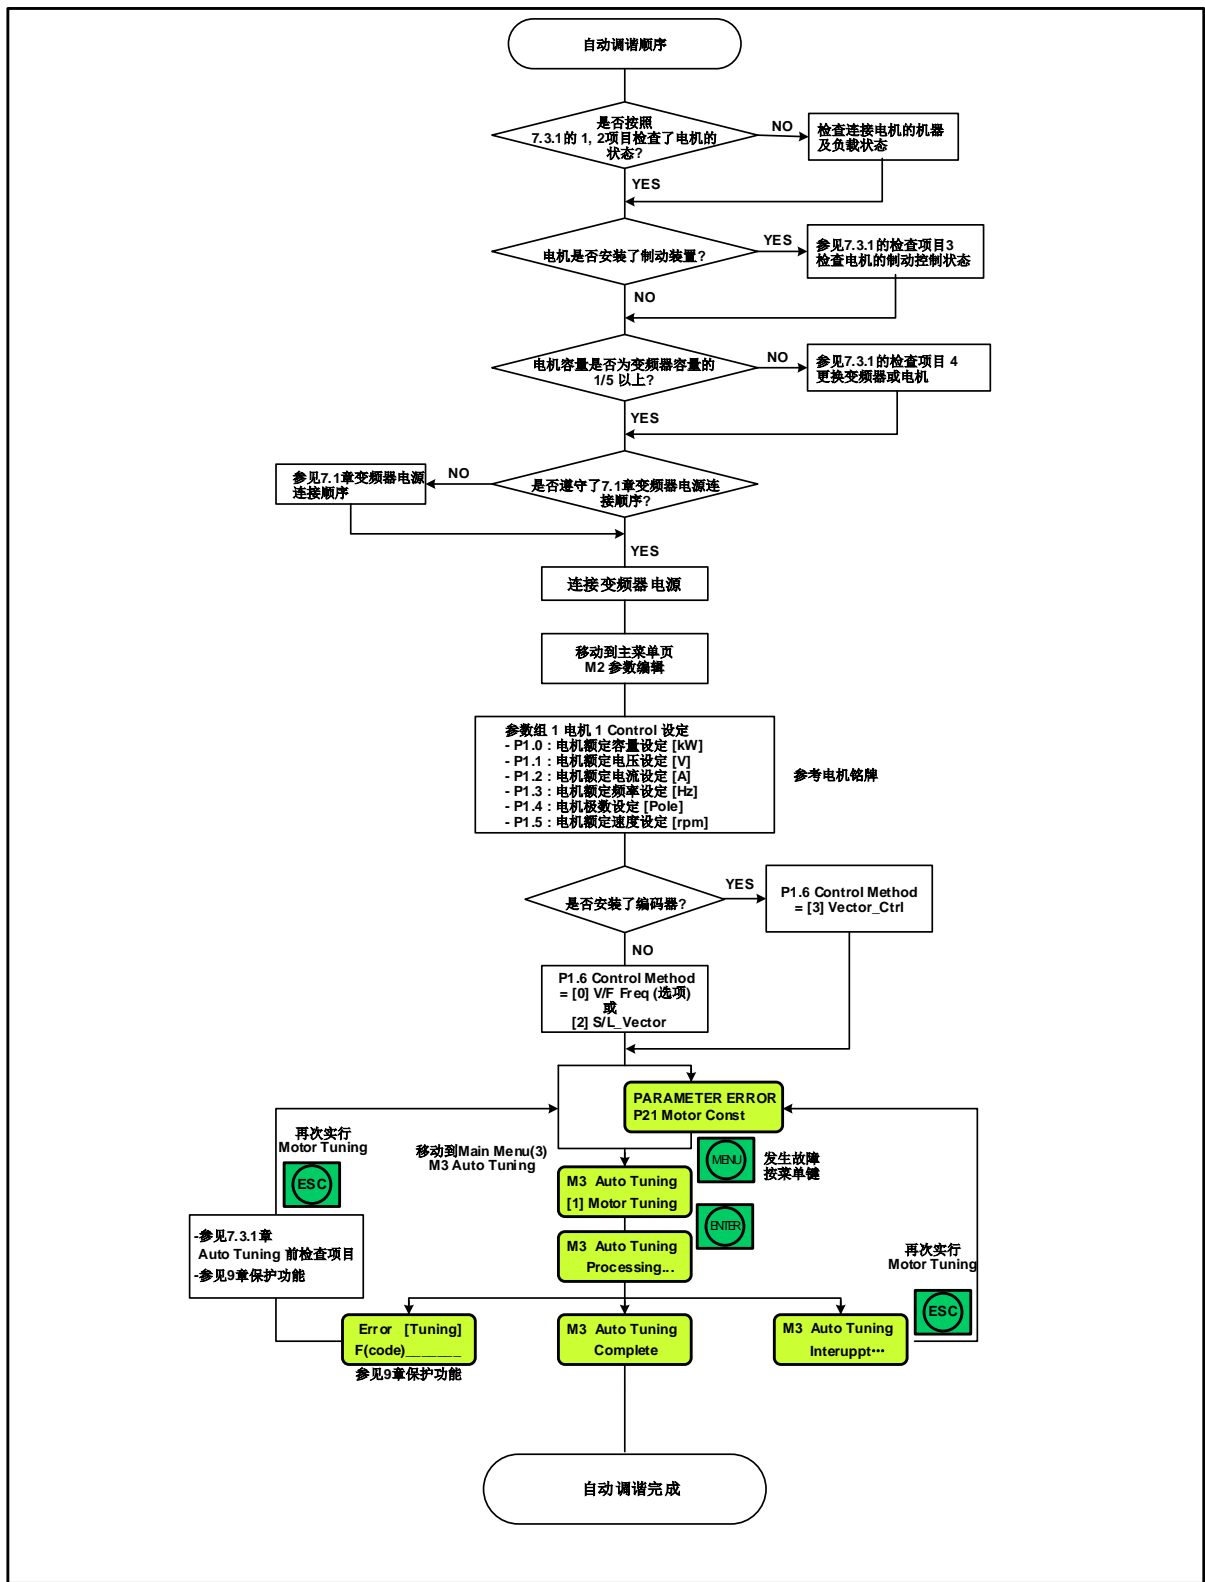 自动调谐顺序
是否按照
7.3.1的 1, 2项目检查了电机的
状态?
NO
检查连接电机的机器
及负载状态
YES
电机是否安装了制动装置?
YES
参见7.3.1的检查项目3
检查电机的制动控制状态
NO
电机容量是否为变频器容量的
1/5 以上?
NO
参见7.3.1的检查项目 4
更换变频器或电机
YES
参见7.1章变频器电源
连接顺序
NO
是否遵守了7.1章变频器电源连
接顺序?
YES
连接变频器电源
移动到主菜单页
M2 参数编辑
参数组 1 电机 1 Control 设定
- P1.0 : 电机额定容量设定 [kW]
- P1.1 : 电机额定电压设定 [V]
- P1.2 : 电机额定电流设定 [A]
- P1.3 : 电机额定频率设定 [Hz]
- P1.4 : 电机极数设定 [Pole]
- P1.5 : 电机额定速度设定 [rpm]
参考电机铭牌
是否安装了编码器?
YES
P1.6 Control Method
= [3] Vector_Ctrl
NO
P1.6 Control Method
= [0] V/F Freq (选项)
或
[2] S/L_Vector
PARAMETER ERROR
P21 Motor Const
再次实行
Motor Tuning
ESC
移动到Main Menu(3)
M3 Auto Tuning
MENU
发生故障
按菜单键
M3 Auto Tuning
[1] Motor Tuning
ENTER
-参见7.3.1章
Auto Tuning 前检查项目
-参见9章保护功能
M3 Auto Tuning
Processing...
再次实行
Motor Tuning
ESC
Error [Tuning]
F(code)_______
参见9章保护功能
M3 Auto Tuning
Complete
M3 Auto Tuning
Interuppt···
自动调谐完成